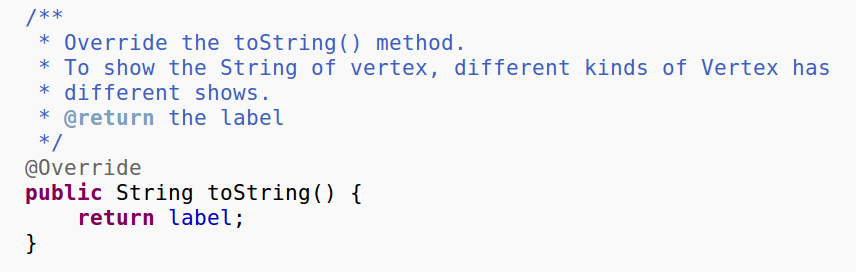 /**
 * Override the toString() method.
 * To show the String of vertex, different kinds of Vertex has
 * different shows.
 * @return the label
 */
@Override
public String toString() {
    return label;
}